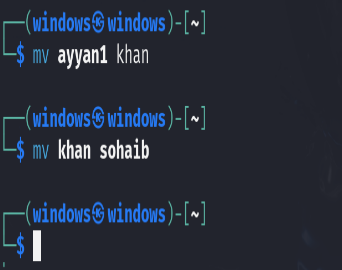 ┌──(windows㉿windows)-[~]
└─$ mv ayyan1 khan
┌──(windows㉿windows)-[~]
└─$ mv khan sohaib
┌──(windows㉿windows)-[~]
└─$